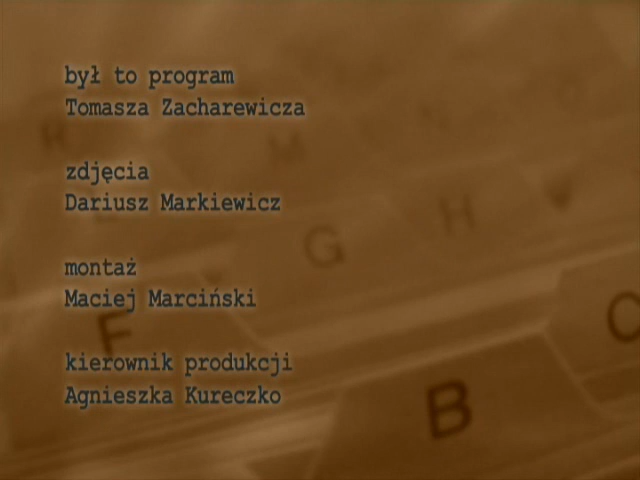 był to program
Tomasza Zacharewicza
zdjęcia
Dariusz Markiewicz
montaż
Maciej Marciński
kierownik produkcji
Agnieszka Kureczko
R
M
N
G
H
F
C
B